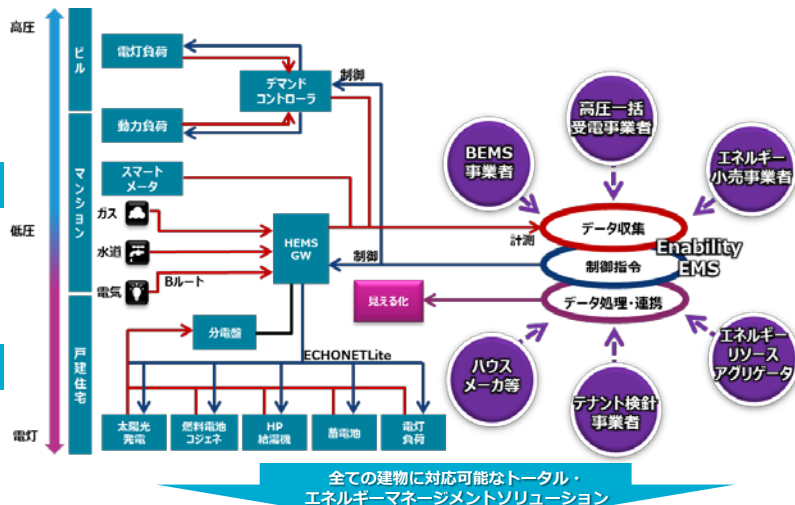 高圧
低圧
電灯
ビル
マンション
戸建住宅
電灯負荷
動力負荷
スマート
メータ
デマンド
コントローラ
制御
ガス
水道
電気
Bルート
HEMS
GW
制御
計測
分電盤
見える化
ECHONETLite
太陽光
発電
燃料電池
コジェネ
HP
給湯機
蓄電池
電灯
負荷
BEMS
事業者
高圧一括
受電事業者
エネルギー
小売事業者
データ収集
制御指令
データ処理・連携
Enability
EMS
ハウス
メーカ等
テナント検針
事業者
エネルギー
リソース
アグリゲータ
全ての建物に対応可能なトータル・
エネルギーマネージメントソリューション